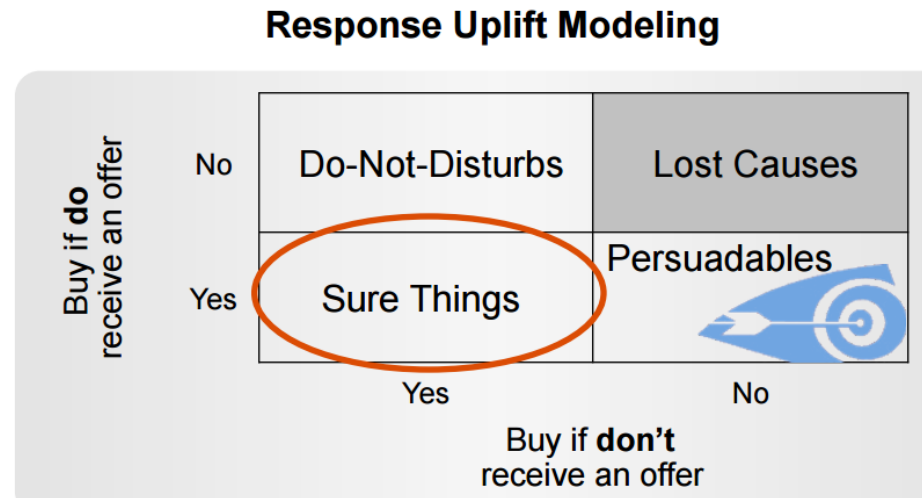 Response Uplift Modeling
Buy if do
receive an offer
No
Do-Not-Disturbs
Lost Causes
Yes
Sure Things
Persuadables
Yes
No
Buy if don't
receive an offer